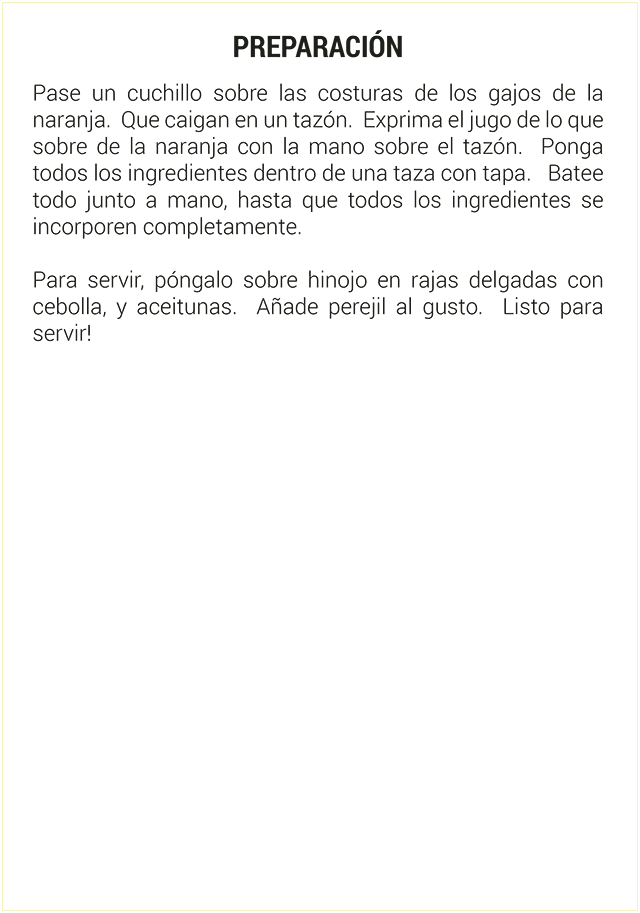 PREPARACIÓN
Pase un cuchillo sobre las costuras de los gajos de la
naranja. Que caigan en un tazón. Exprima el jugo de lo que
sobre de la naranja con la mano sobre el tazón. Ponga
todos los ingredientes dentro de una taza con tapa. Batee
todo junto a mano, hasta que todos los ingredientes se
incorporen completamente.
Para servir, póngalo sobre hinojo en rajas delgadas con
cebolla, y aceitunas. Añade perejil al gusto. Listo para
servir!